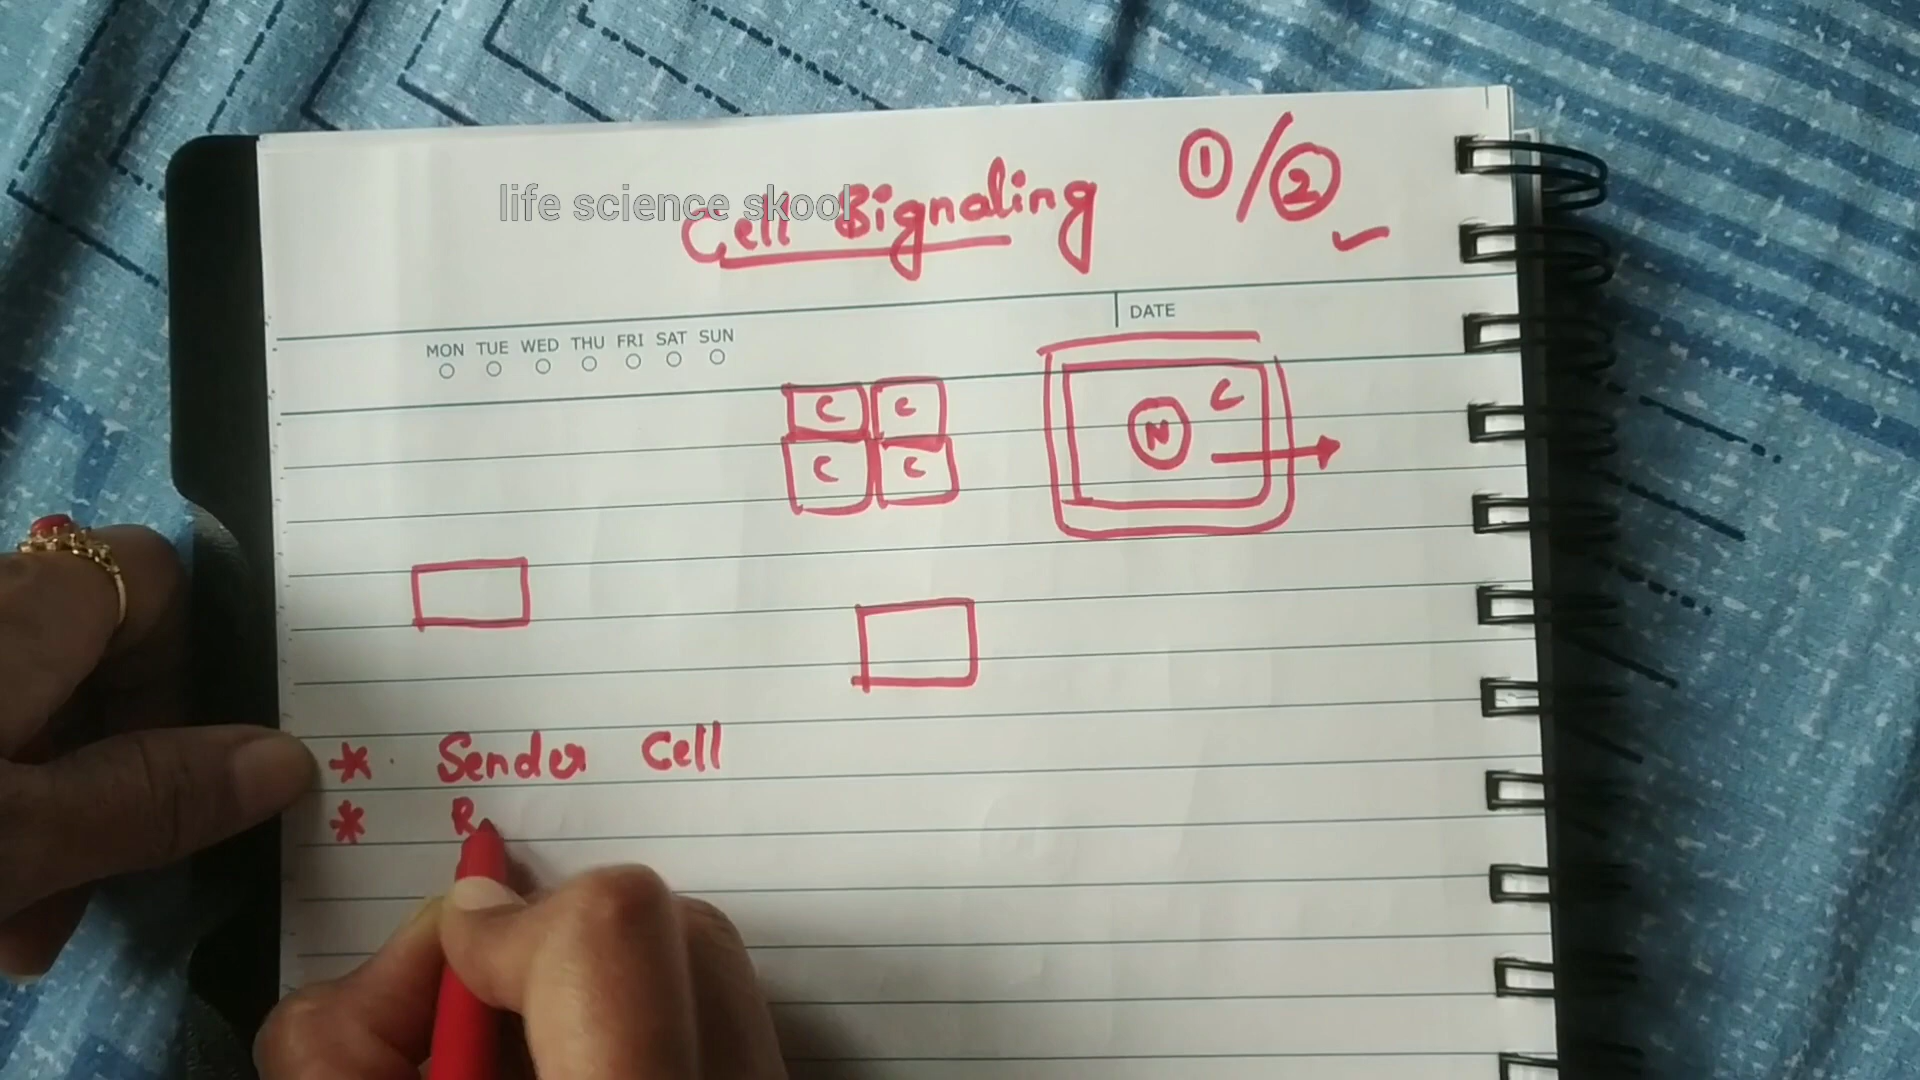 life science skool
Cell Signaling ①/②
DATE
MON TUE WED THU FRI SAT SUN
C C
C C
C
N
* Sender Cell
* R